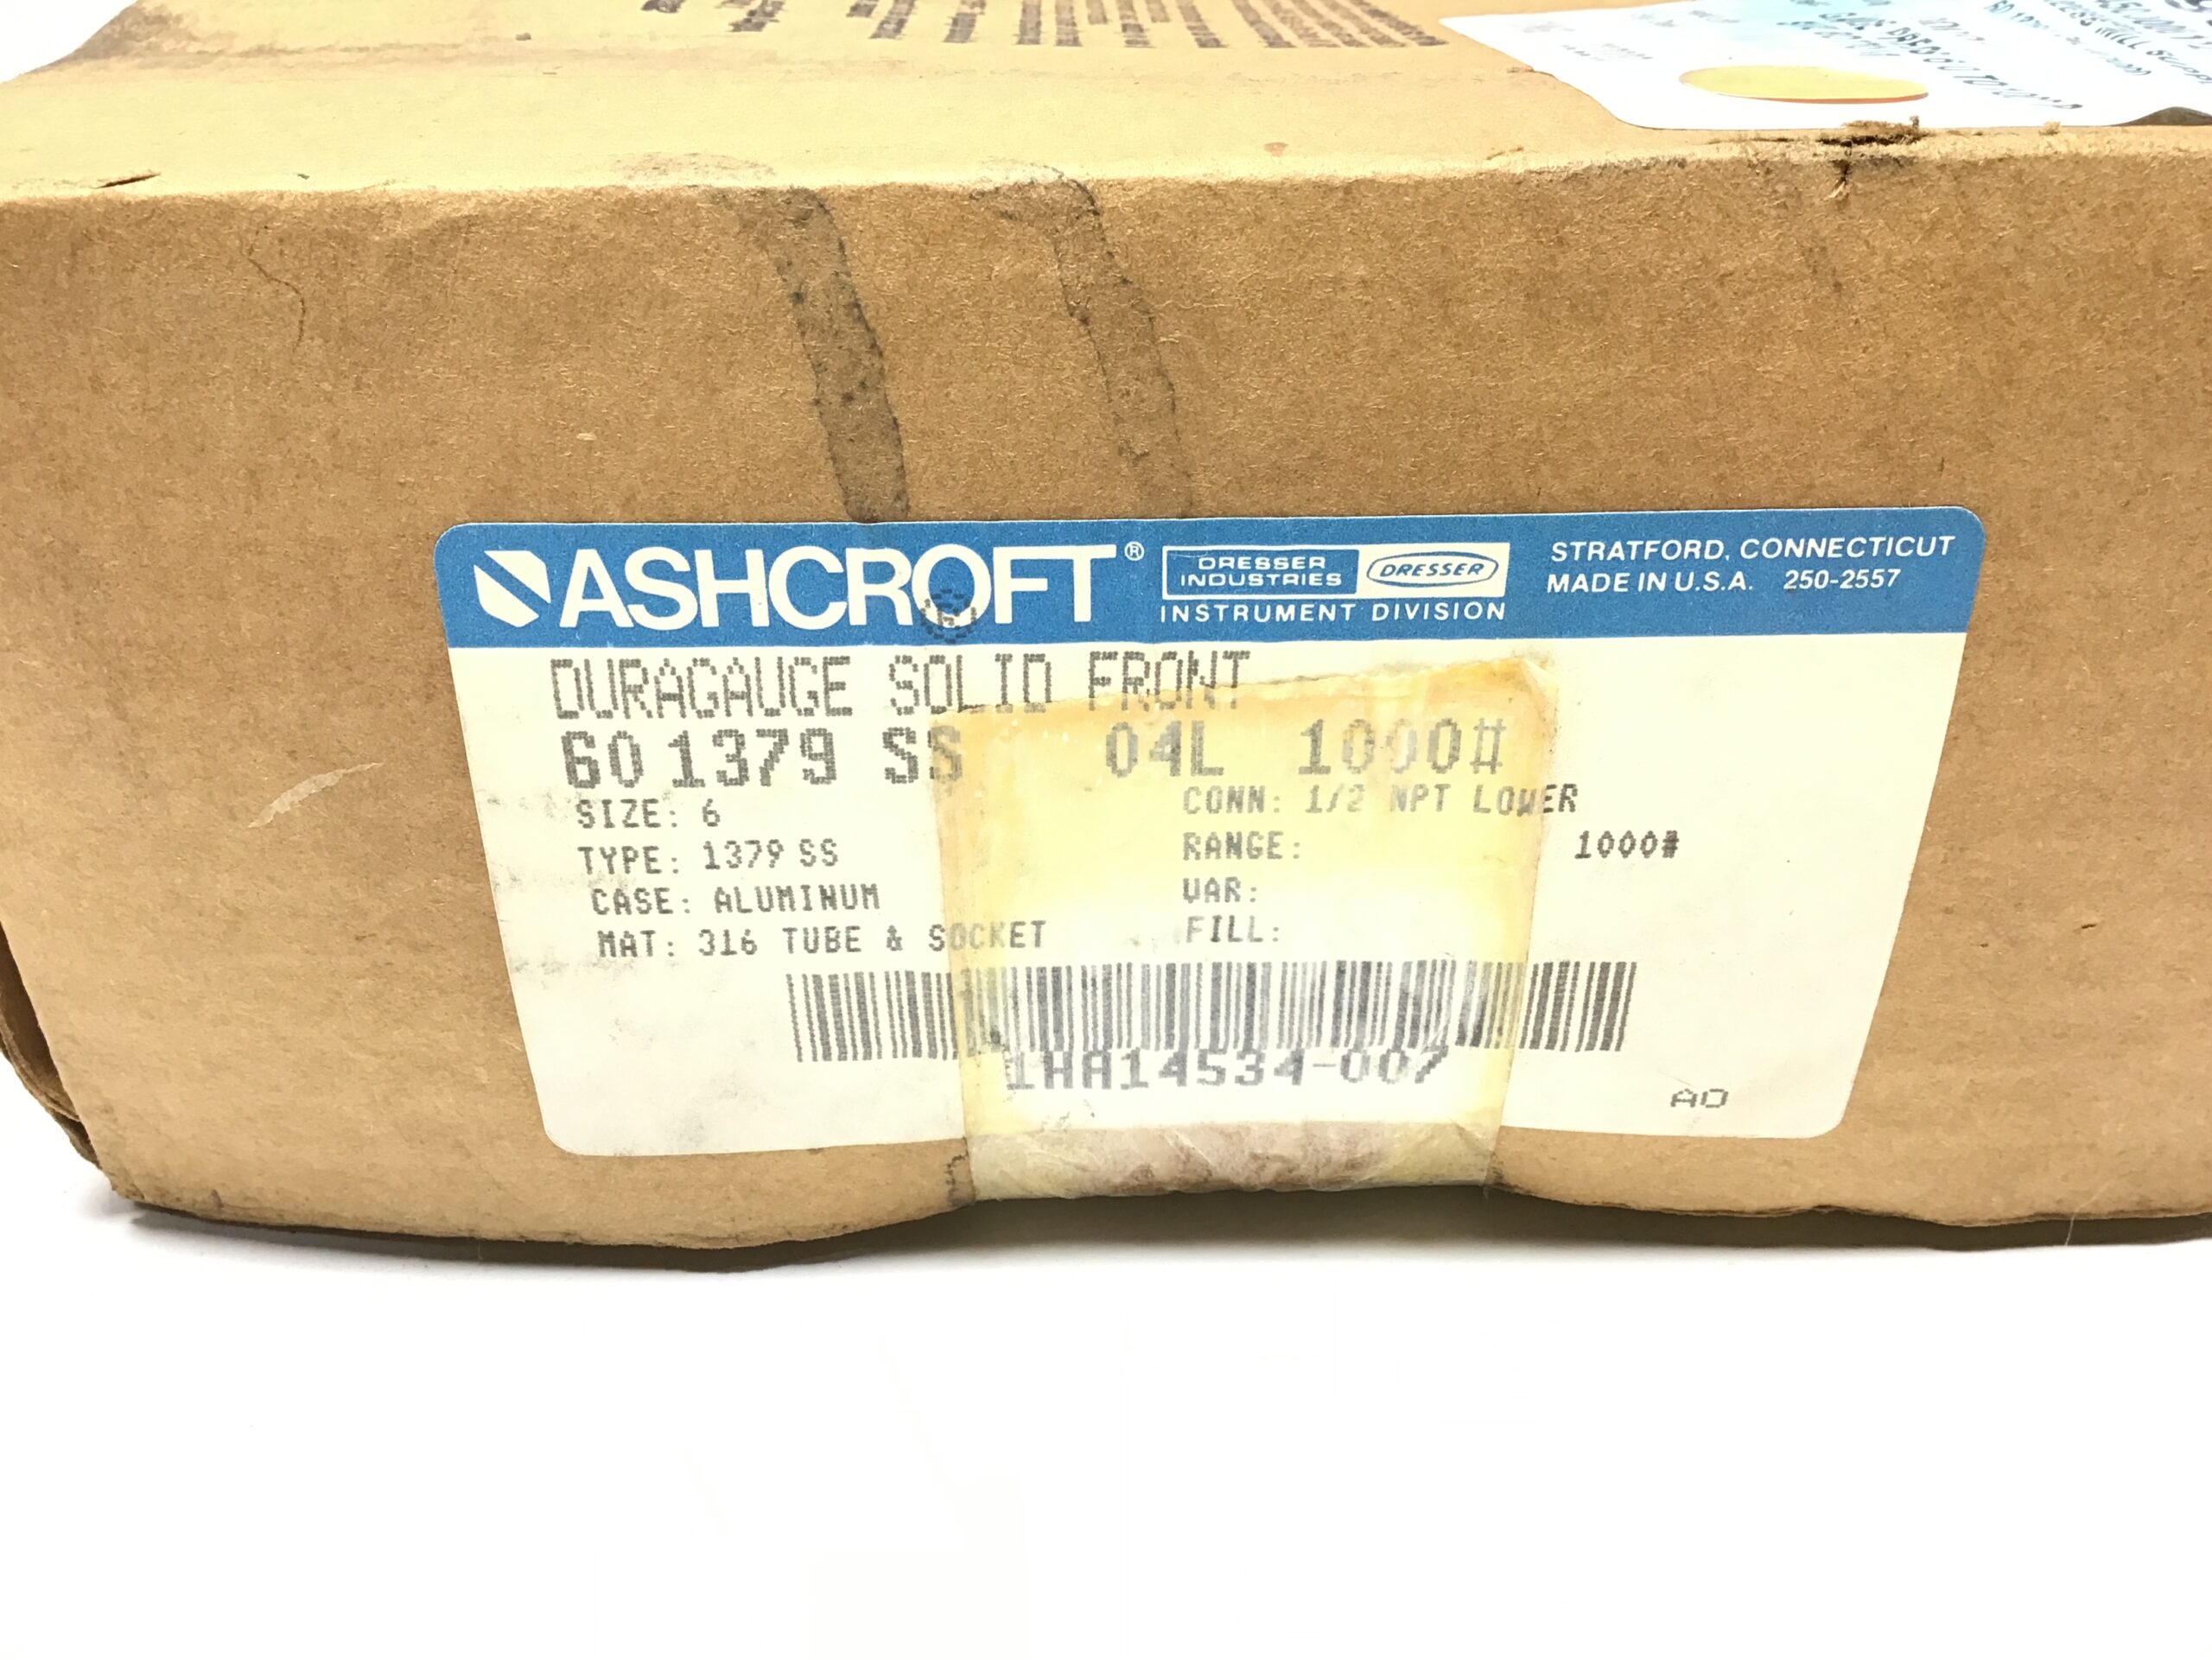 ASHCROFT®
DRESSER
INDUSTRIES
DRESSER
INSTRUMENT DIVISION
STRATFORD, CONNECTICUT
MADE IN U.S.A. 250-2557
DURAGAUGE SOLID FRONT
60 1379 SS 04L 1000#
SIZE: 6
CONN: 1/2 NPT LOWER
TYPE: 1379 SS
RANGE: 1000#
CASE: ALUMINUM
VAR:
MAT: 316 TUBE & SOCKET
FILL:
1HA14534-007
AO